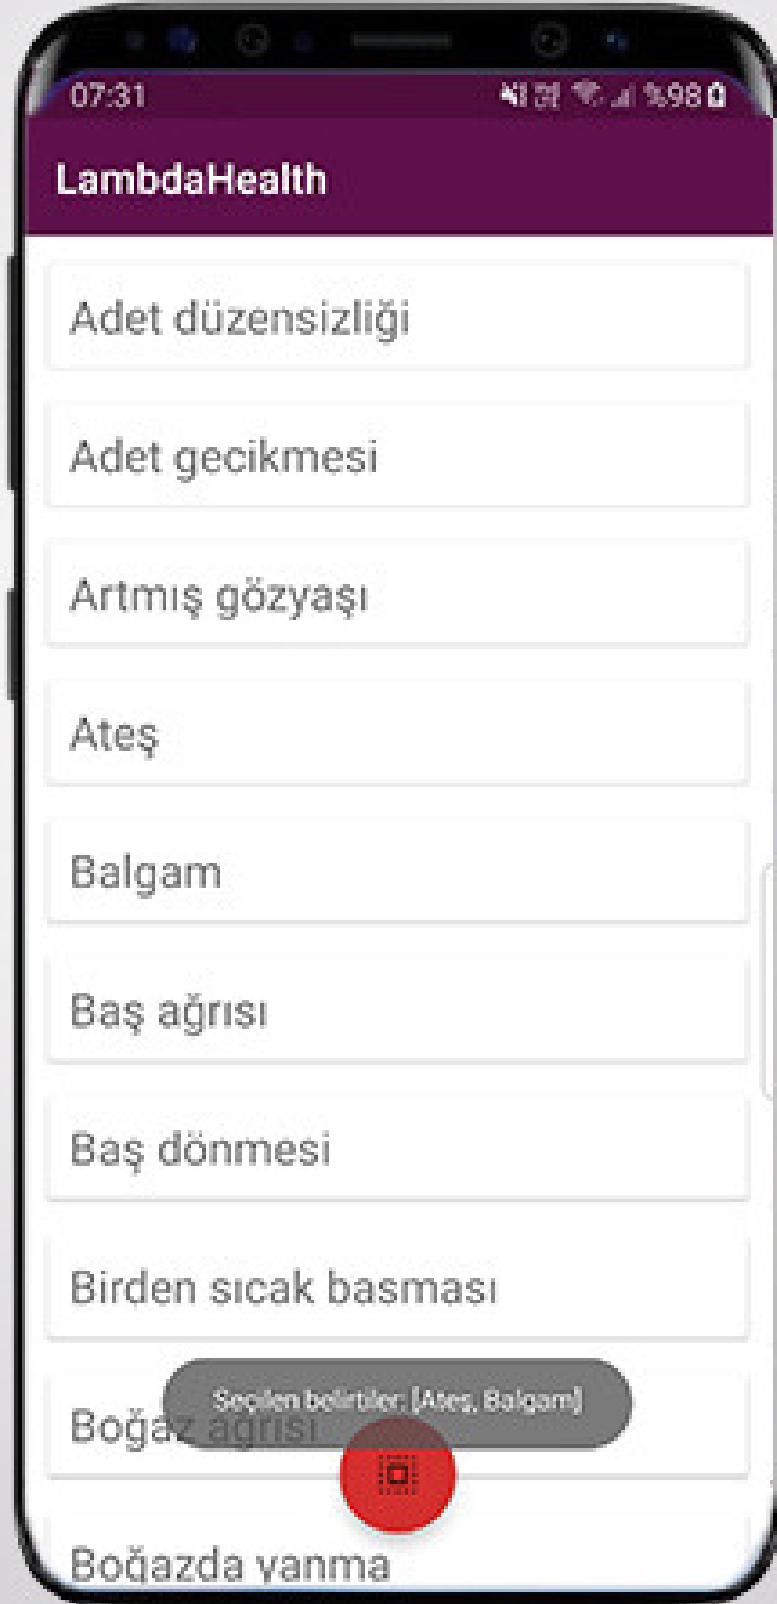 07:31
%98
LambdaHealth
Adet düzensizliği
Adet gecikmesi
Artmış gözyaşı
Ateş
Balgam
Baş ağrısı
Baş dönmesi
Birden sıcak basması
Seçilen belirtiler: [Ateş, Balgam]
Boğaz ağrısı
Boğazda yanma